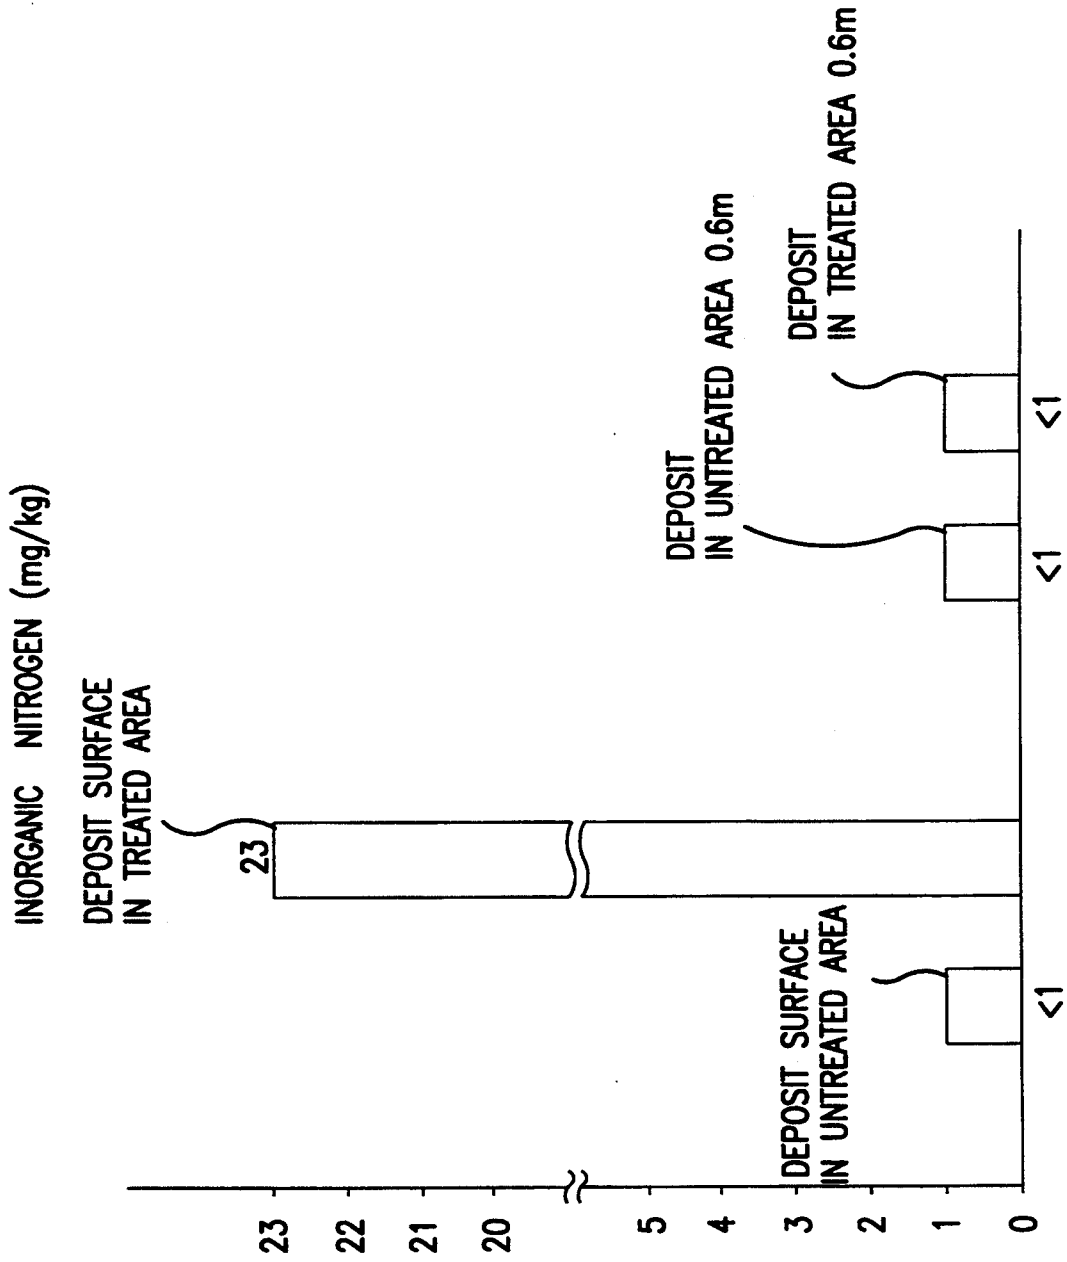 INORGANIC NITROGEN (mg/kg)
DEPOSIT SURFACE
IN TREATED AREA
23
DEPOSIT SURFACE
IN UNTREATED AREA
DEPOSIT
IN UNTREATED AREA 0.6m
DEPOSIT
IN TREATED AREA 0.6m
23
22
21
20
5
4
3
2
1
0
<1
<1
<1